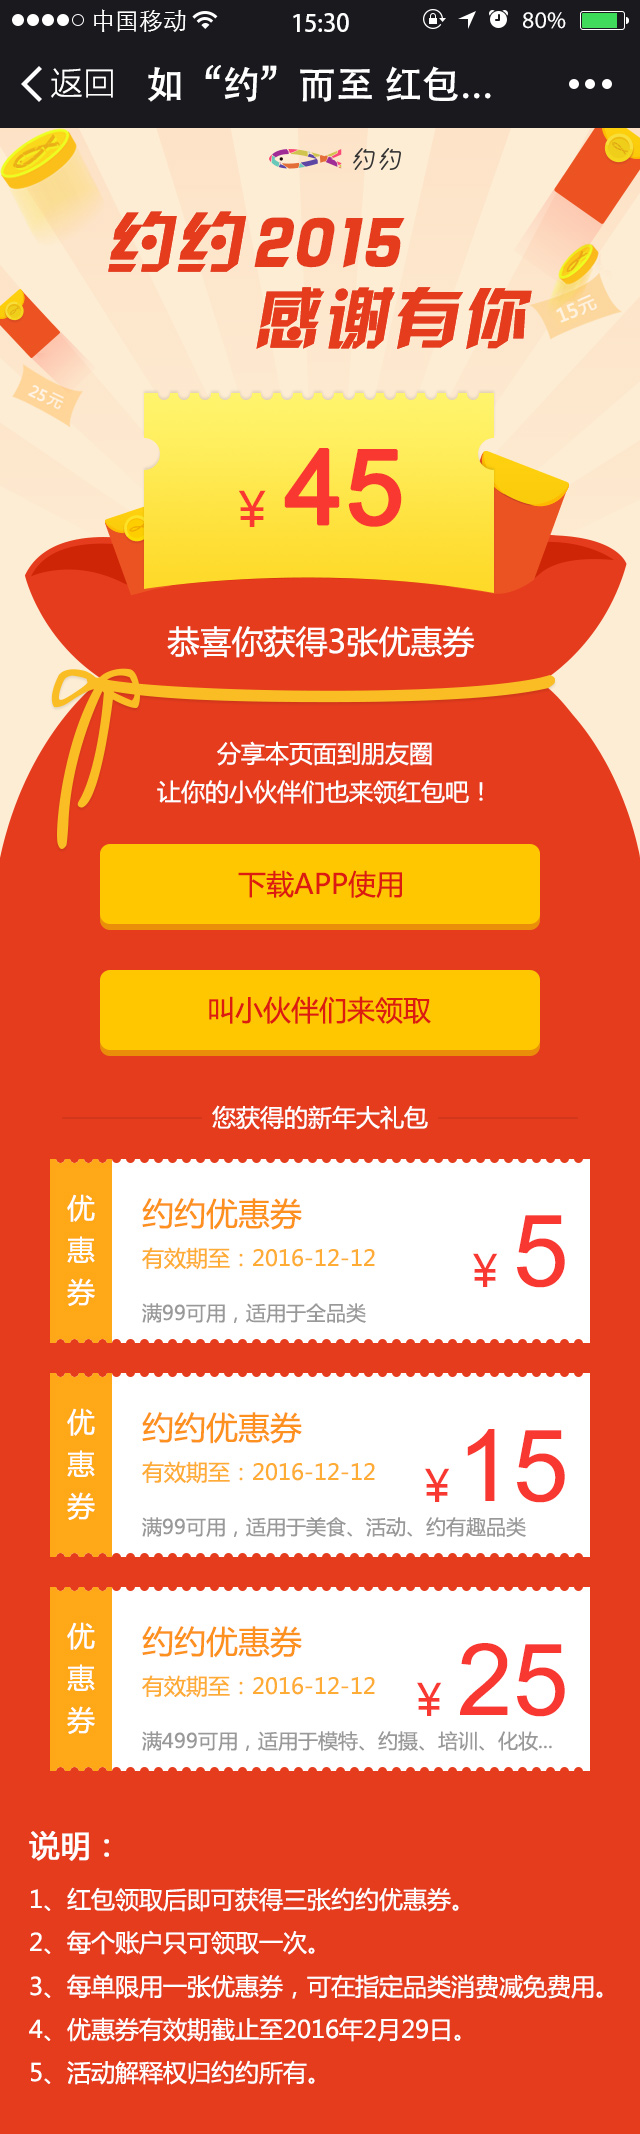 中国移动 15:30 80%
返回 如“约”而至 红包...
约约
约约2015
感谢有你
15元
25元
¥ 45
恭喜你获得3张优惠券
分享本页面到朋友圈
让你的小伙伴们也来领红包吧！
下载APP使用
叫小伙伴们来领取
您获得的新年大礼包
优惠券
约约优惠券
有效期至：2016-12-12
¥ 5
满99可用，适用于全品类
优惠券
约约优惠券
有效期至：2016-12-12
¥ 15
满99可用，适用于美食、活动、约有趣品类
优惠券
约约优惠券
有效期至：2016-12-12
¥ 25
满499可用，适用于模特、约摄、培训、化妆...
说明：
1、红包领取后即可获得三张约约优惠券。
2、每个账户只可领取一次。
3、每单限用一张优惠券，可在指定品类消费减免费用。
4、优惠券有效期截止至2016年2月29日。
5、活动解释权归约约所有。